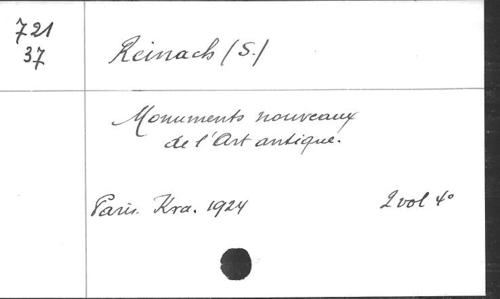 721
37
Reinach (S.)
Monuments nouveaux
de l'Art antique.
Paris. Kra. 1924
2 vol 4°